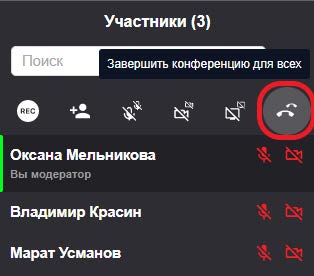 Участники (3)
Поиск
Завершить конференцию для всех
REC
Оксана Мельникова
Вы модератор
Владимир Красин
Марат Усманов